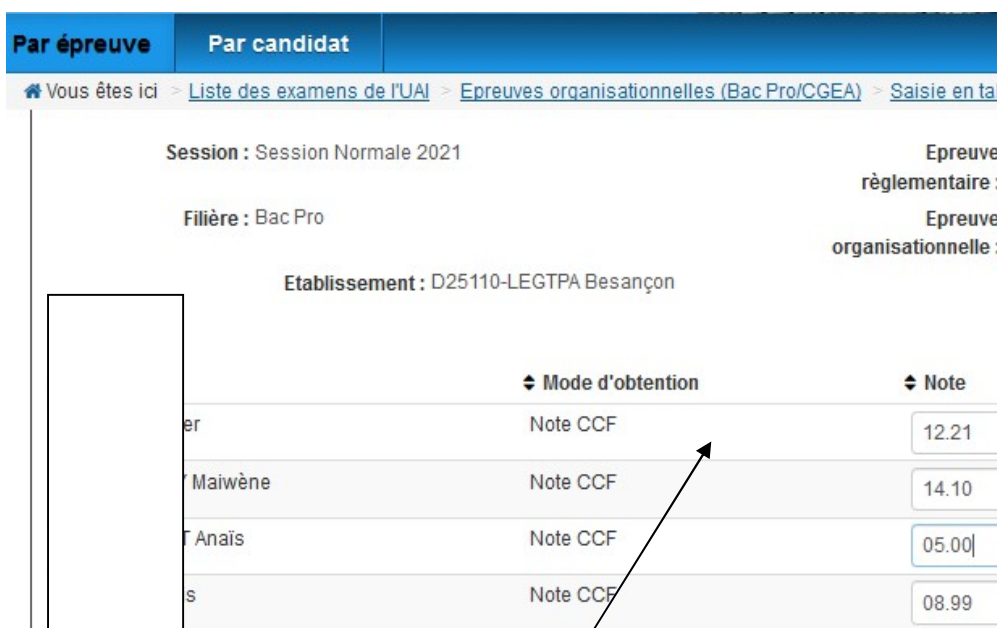 Par épreuve Par candidat
Vous êtes ici > Liste des examens de l'UAI > Epreuves organisationnelles (Bac Pro/CGEA) > Saisie en ta
Session : Session Normale 2021 Epreuve
règlementaire :
Filière : Bac Pro Epreuve
organisationnelle :
Etablissement : D25110-LEGTPA Besançon
Mode d'obtention Note
er Note CCF 12.21
Maiwène Note CCF 14.10
T Anaïs Note CCF 05.00
s Note CCF 08.99